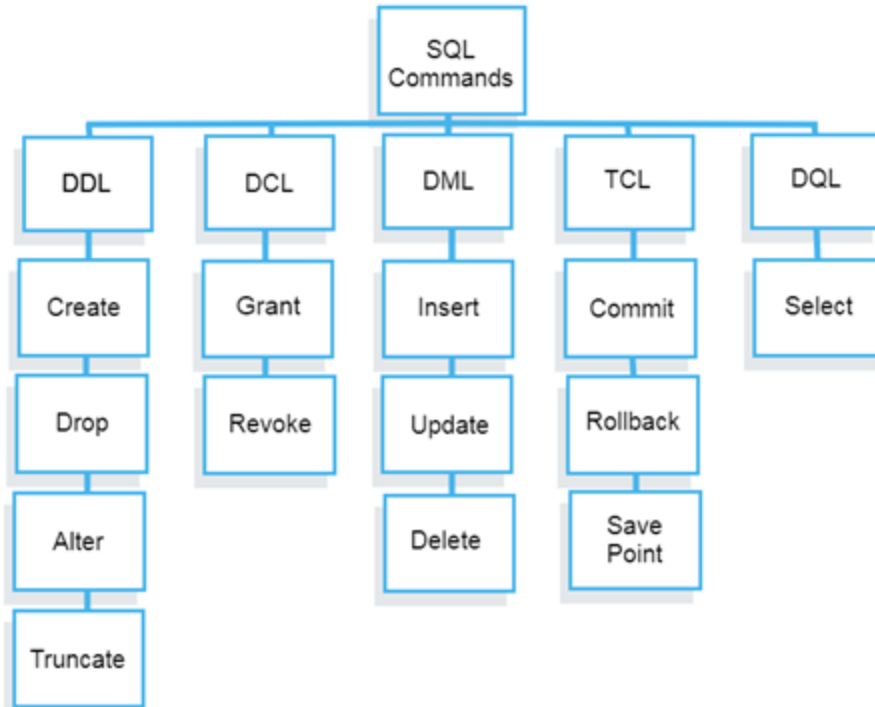 SQL
Commands
DDL
DCL
DML
TCL
DQL
Create
Grant
Insert
Commit
Select
Drop
Revoke
Update
Rollback
Alter
Delete
Save
Point
Truncate